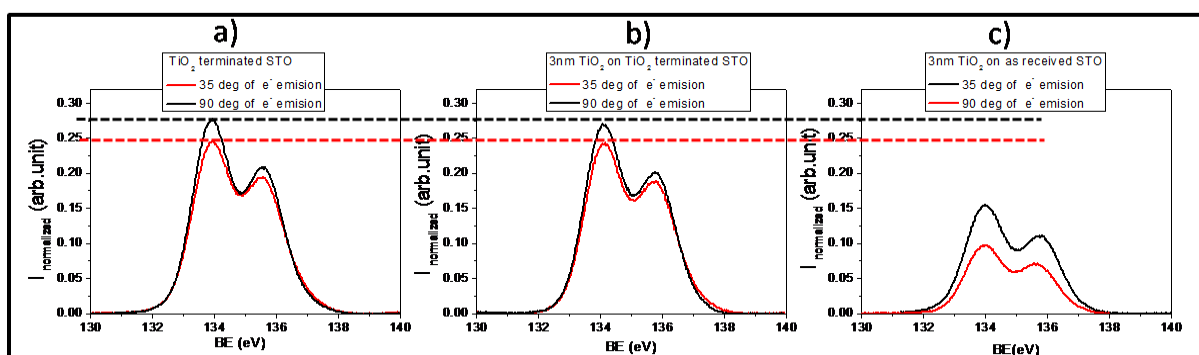 a)
TiO2 terminated STO
35 deg of e- emision
90 deg of e- emision
0.30
0.25
0.20
0.15
0.10
0.05
0.00
I normalized (arb.unit)
130 132 134 136 138 140
BE (eV)
b)
3nm TiO2 on TiO2 terminated STO
35 deg of e- emision
90 deg of e- emision
0.30
0.25
0.20
0.15
0.10
0.05
0.00
I normalized (arb.unit)
130 132 134 136 138 140
BE (eV)
c)
3nm TiO2 on as received STO
35 deg of e- emision
90 deg of e- emision
0.30
0.25
0.20
0.15
0.10
0.05
0.00
I normalized (arb.unit)
130 132 134 136 138 140
BE(eV)